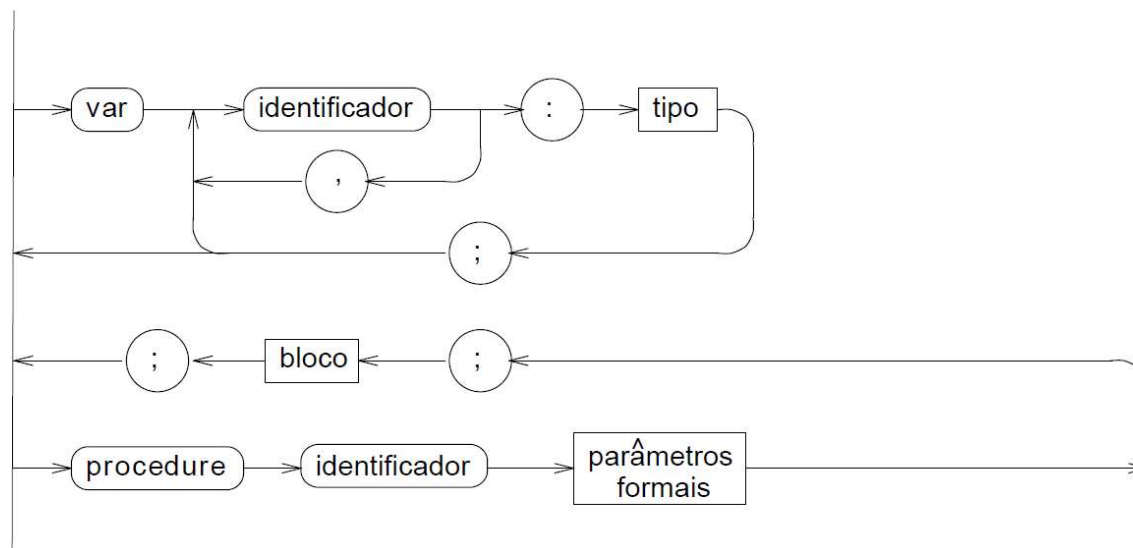 var identificador : tipo
,
;
; bloco ;
procedure identificador parâmetros
formais